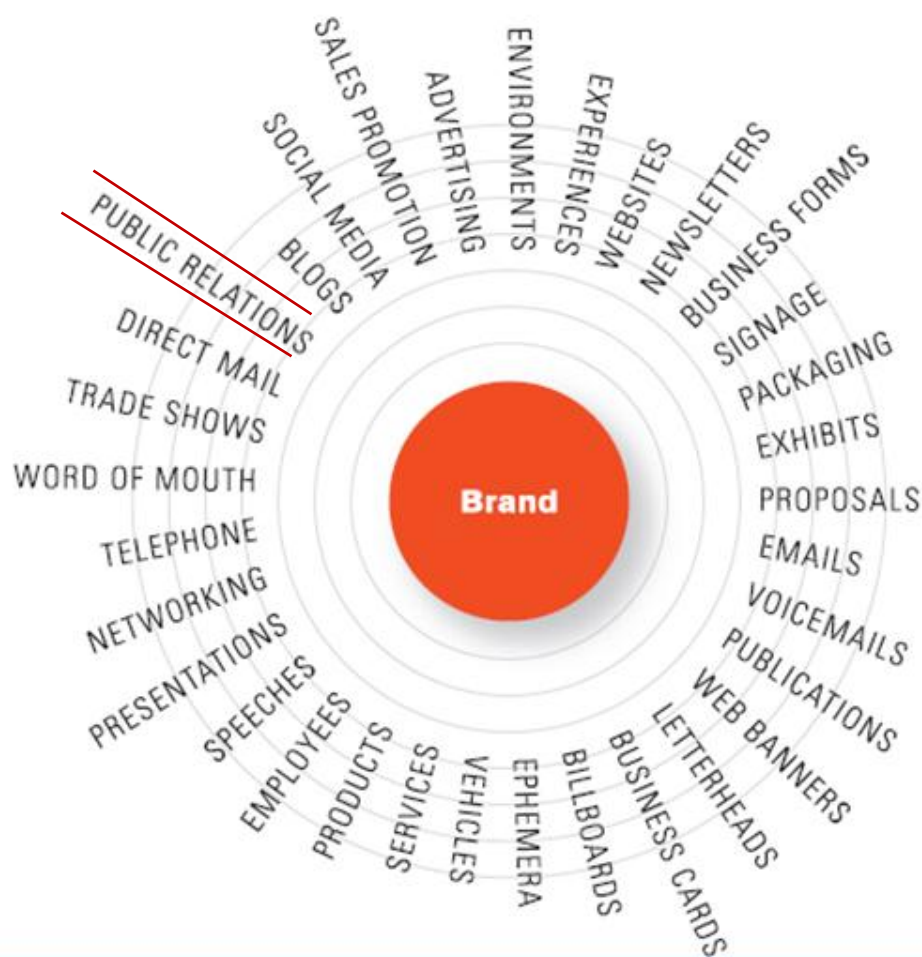 ENVIRONMENTS
EXPERIENCES
WEBSITES
NEWSLETTERS
BUSINESS FORMS
SIGNAGE
PACKAGING
EXHIBITS
PROPOSALS
EMAILS
VOICEMAILS
PUBLICATIONS
WEB BANNERS
LETTERHEADS
BUSINESS CARDS
BILLBOARDS
EPHEMERA
VEHICLES
SERVICES
PRODUCTS
EMPLOYEES
SPEECHES
PRESENTATIONS
NETWORKING
TELEPHONE
WORD OF MOUTH
TRADE SHOWS
DIRECT MAIL
PUBLIC RELATIONS
BLOGS
SOCIAL MEDIA
SALES PROMOTION
ADVERTISING
Brand